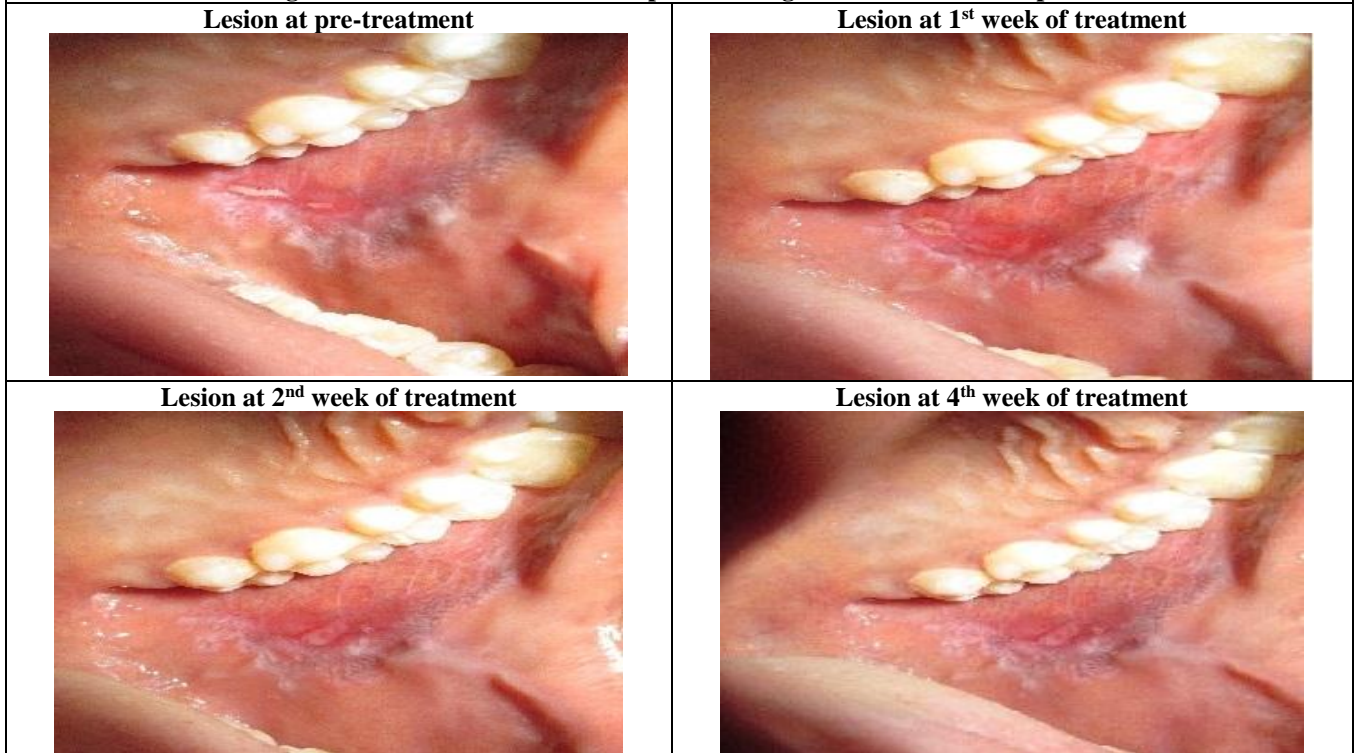 Lesion at pre-treatment
Lesion at 1st week of treatment
Lesion at 2nd week of treatment
Lesion at 4th week of treatment